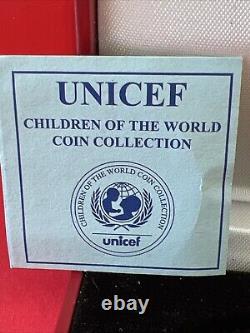 UNICEF
CHILDREN OF THE WORLD
COIN COLLECTION
CHILDREN OF THE WORLD COIN COLLECTION
unicef